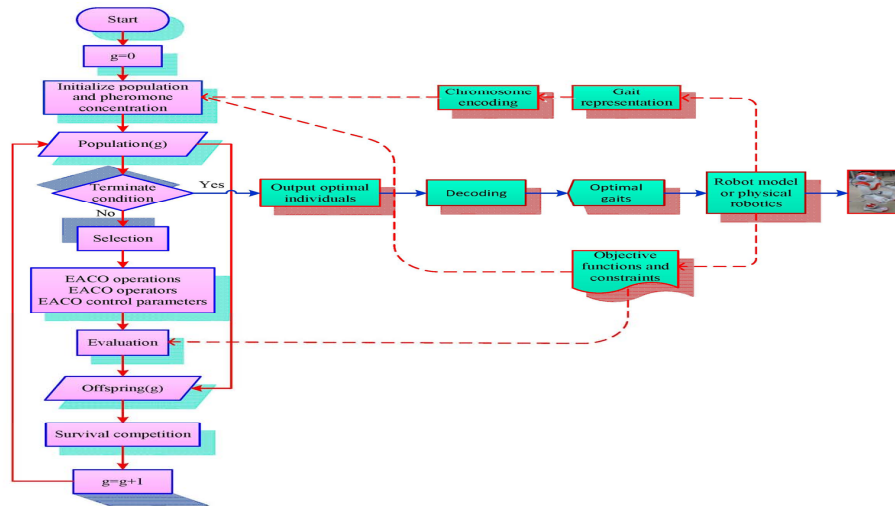 Start
g=0
Initialize population
and pheromone
concentration
Population(g)
Terminate
condition
Yes
No
Selection
EACO operations
EACO operators
EACO control parameters
Evaluation
Offspring(g)
Survival competition
g=g+1
Chromosome
encoding
Gait
representation
Output optimal
individuals
Decoding
Optimal
gaits
Robot model
or physical
robotics
Objective
functions and
constraints